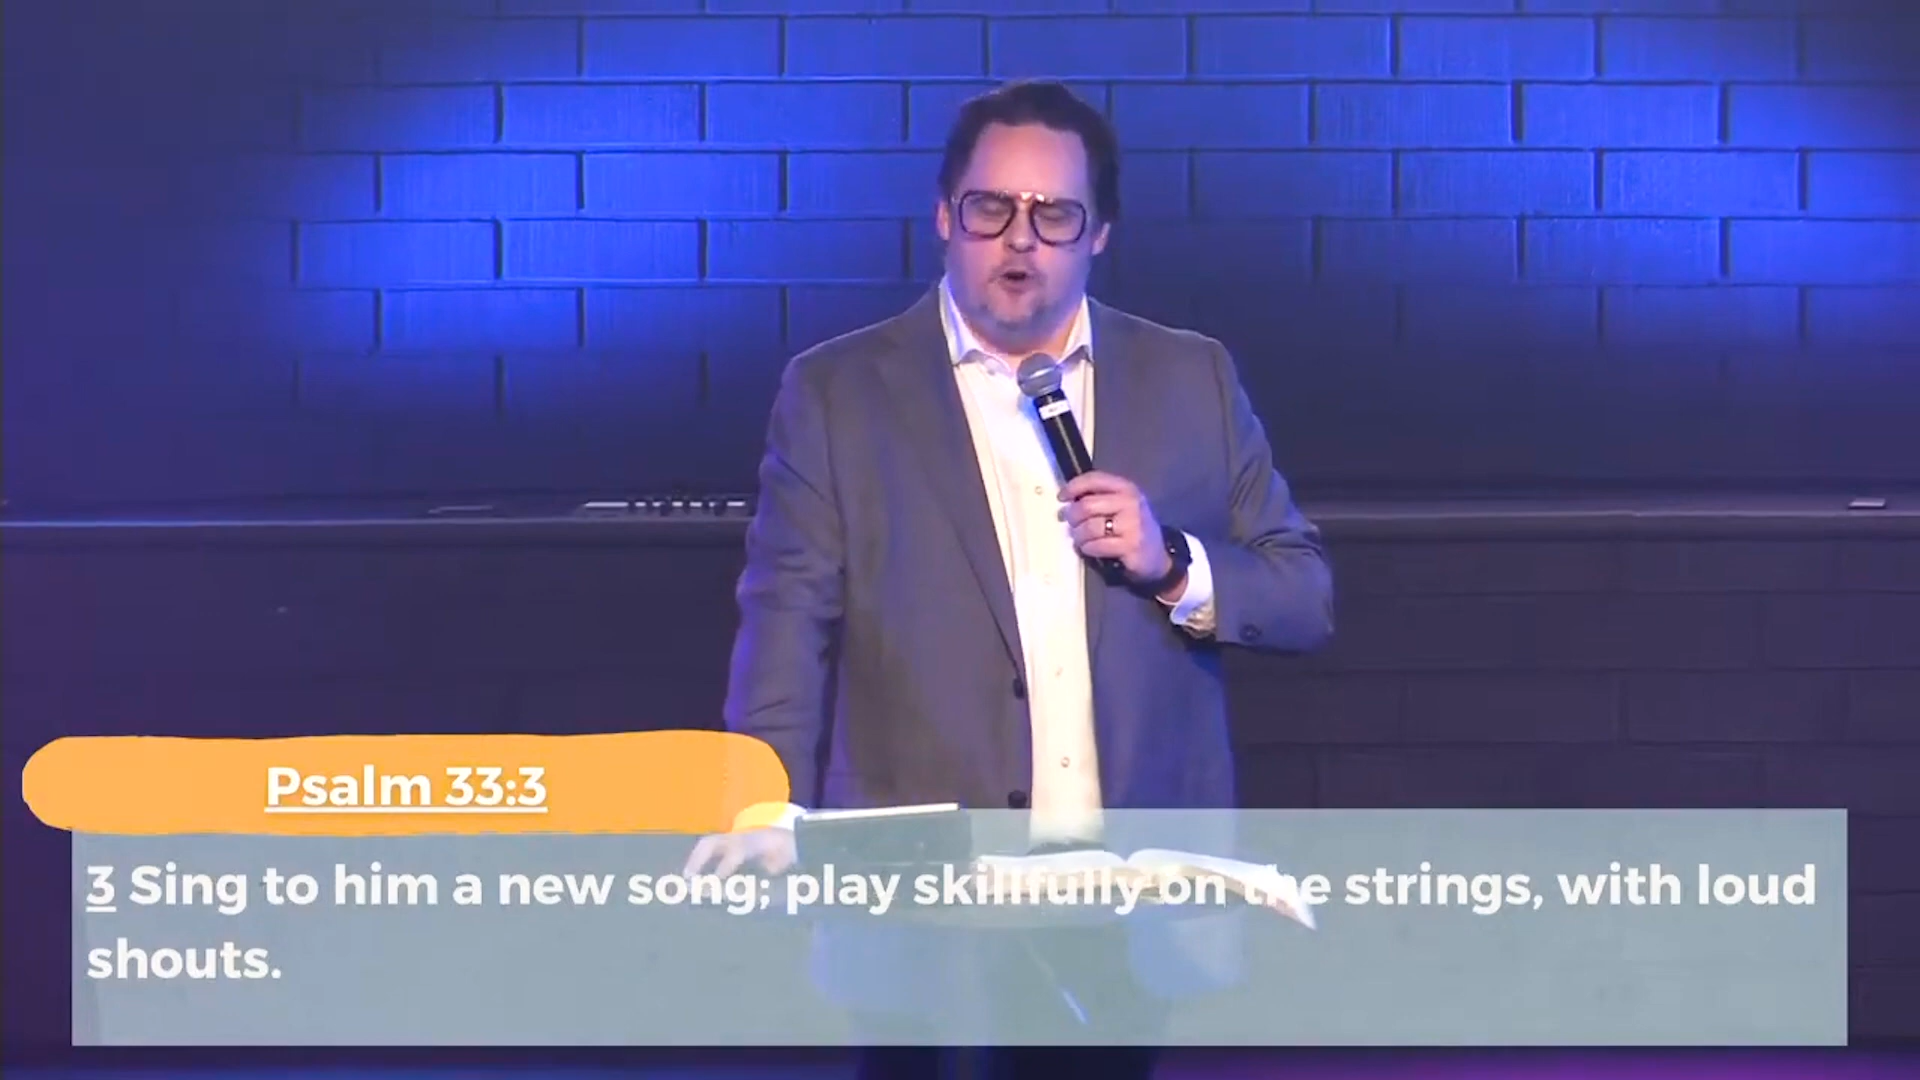 Psalm 33:3
3 Sing to him a new song; play skillfully on the strings, with loud
shouts.